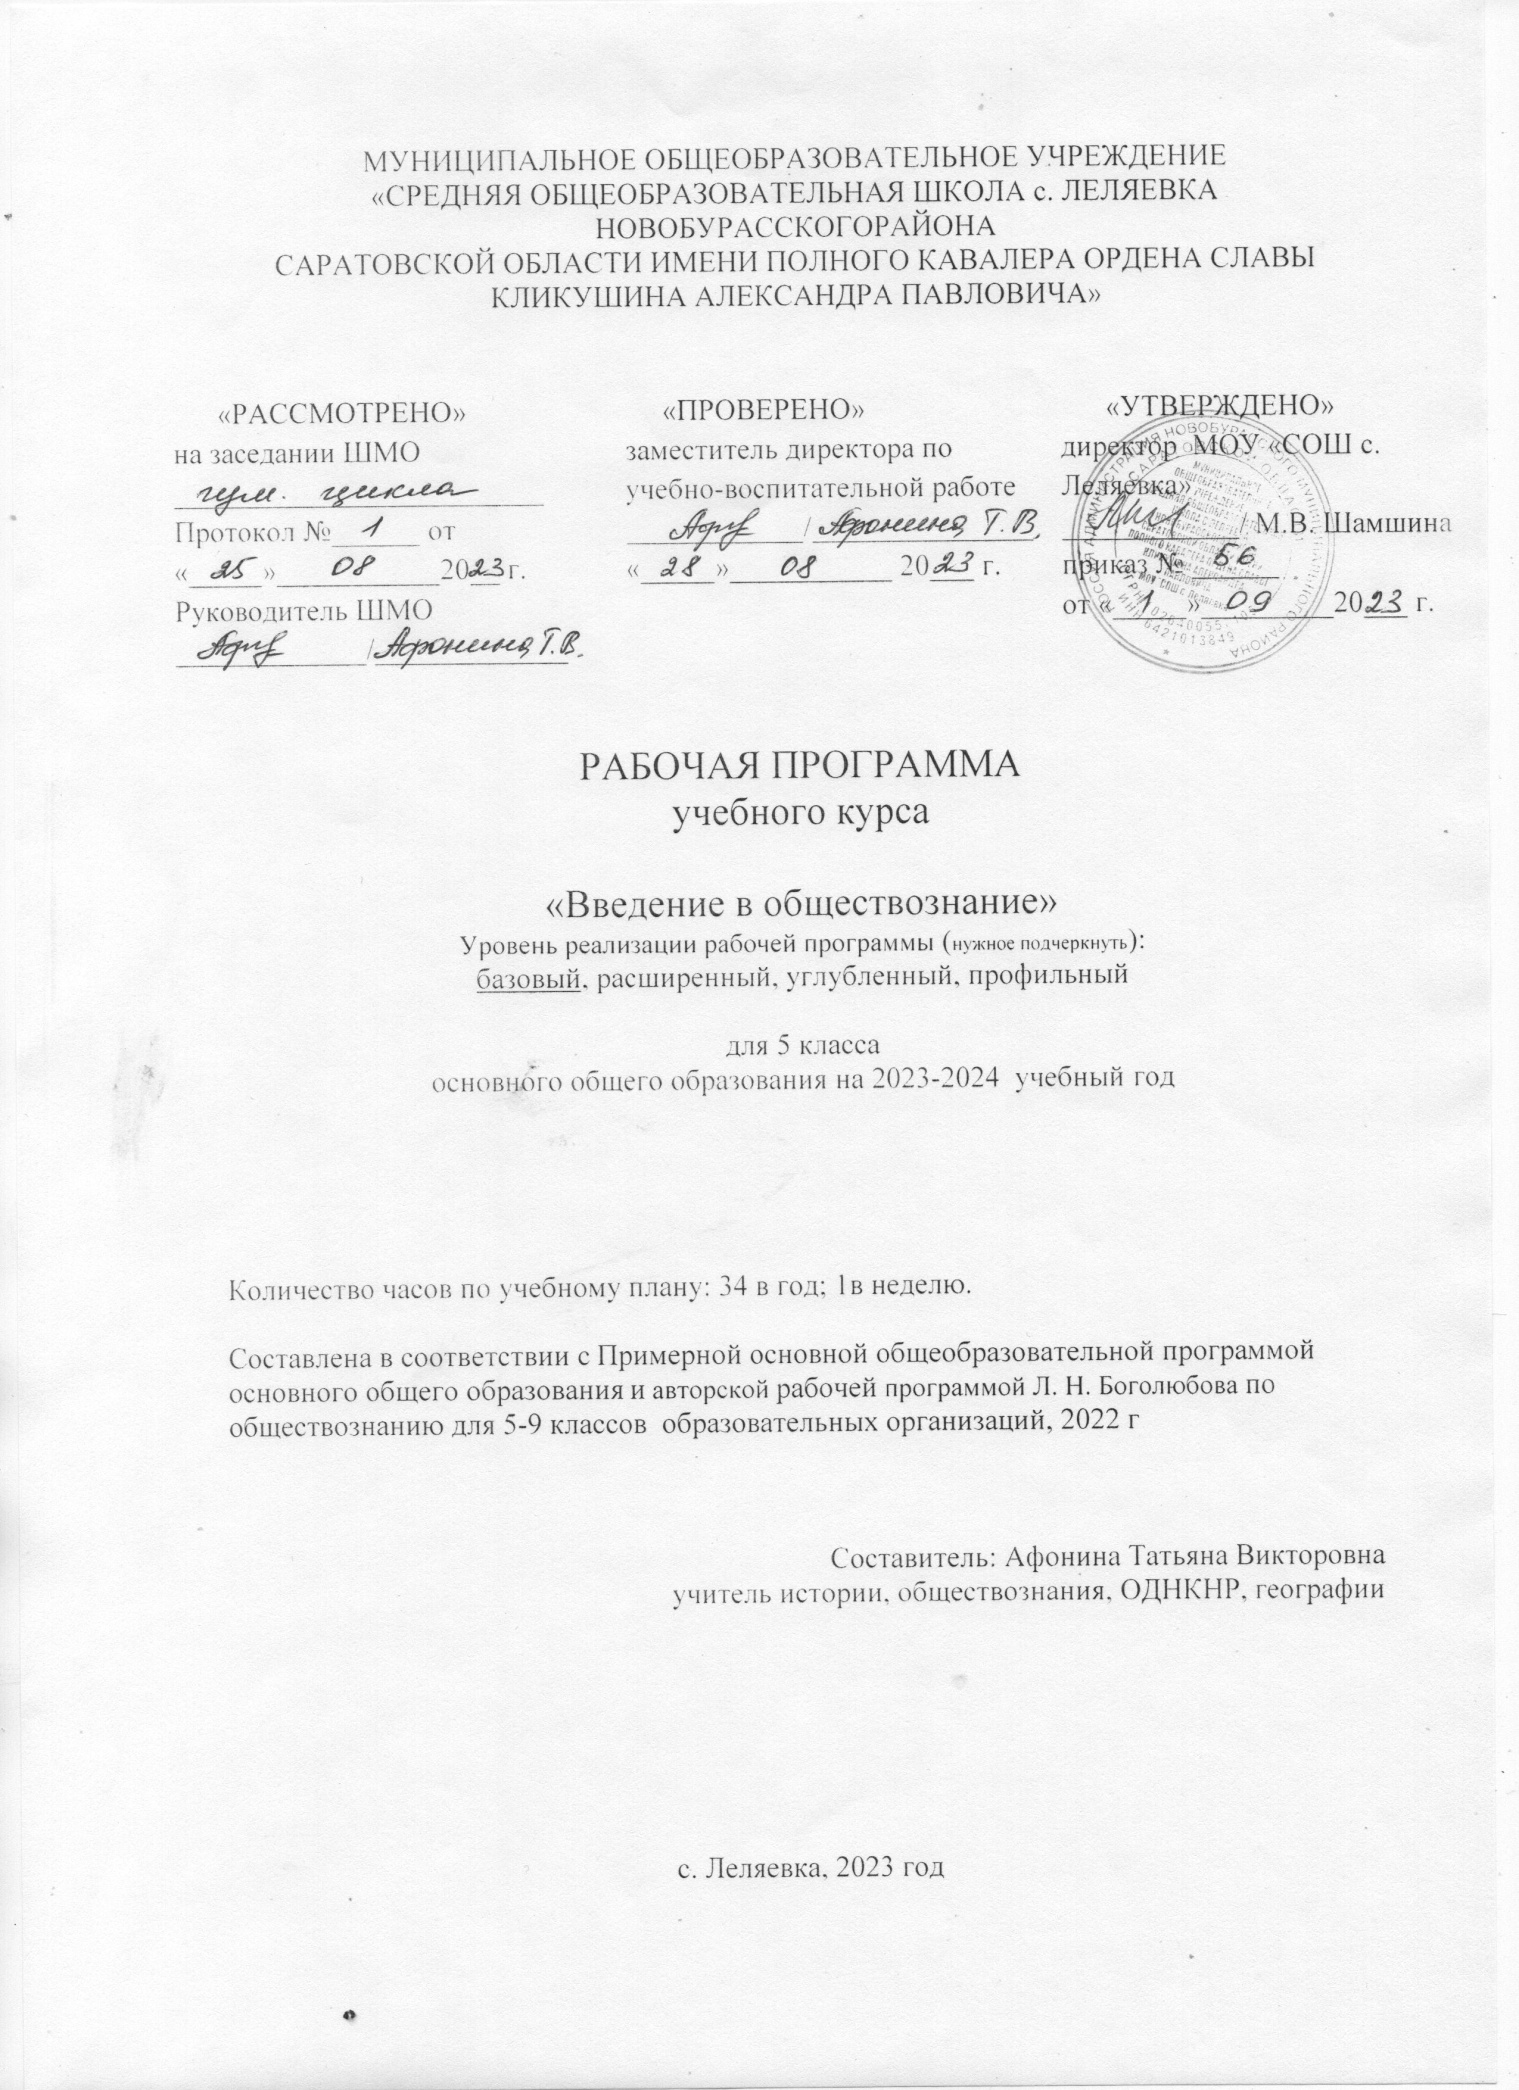 МУНИЦИПАЛЬНОЕ ОБЩЕОБРАЗОВАТЕЛЬНОЕ УЧРЕЖДЕНИЕ
«СРЕДНЯЯ ОБЩЕОБРАЗОВАТЕЛЬНАЯ ШКОЛА с. ЛЕЛЯЕВКА
НОВОБУРАССКОГОРАЙОНА
САРАТОВСКОЙ ОБЛАСТИ ИМЕНИ ПОЛНОГО КАВАЛЕРА ОРДЕНА СЛАВЫ
КЛИКУШИНА АЛЕКСАНДРА ПАВЛОВИЧА»
«РАССМОТРЕНО»
на заседании ШМО
гум. цикла
Протокол № 1 от
« 25 » 08 2023 г.
Руководитель ШМО
/ Афонина Т.В.
«ПРОВЕРЕНО»
заместитель директора по
учебно-воспитательной работе
/ Афонина Т.В.
« 28 » 08 2023 г.
«УТВЕРЖДЕНО»
директор МОУ «СОШ с.
Леляевка»
/ М.В. Шамшина
приказ № 56
от « 1 » 09 2023 г.
ИНН 6421013849
РАБОЧАЯ ПРОГРАММА
учебного курса
«Введение в обществознание»
Уровень реализации рабочей программы (нужное подчеркнуть):
базовый, расширенный, углубленный, профильный
для 5 класса
основного общего образования на 2023-2024 учебный год
Количество часов по учебному плану: 34 в год; 1в неделю.
Составлена в соответствии с Примерной основной общеобразовательной программой
основного общего образования и авторской рабочей программой Л. Н. Боголюбова по
обществознанию для 5-9 классов образовательных организаций, 2022 г
Составитель: Афонина Татьяна Викторовна
учитель истории, обществознания, ОДНКНР, географии
с. Леляевка, 2023 год